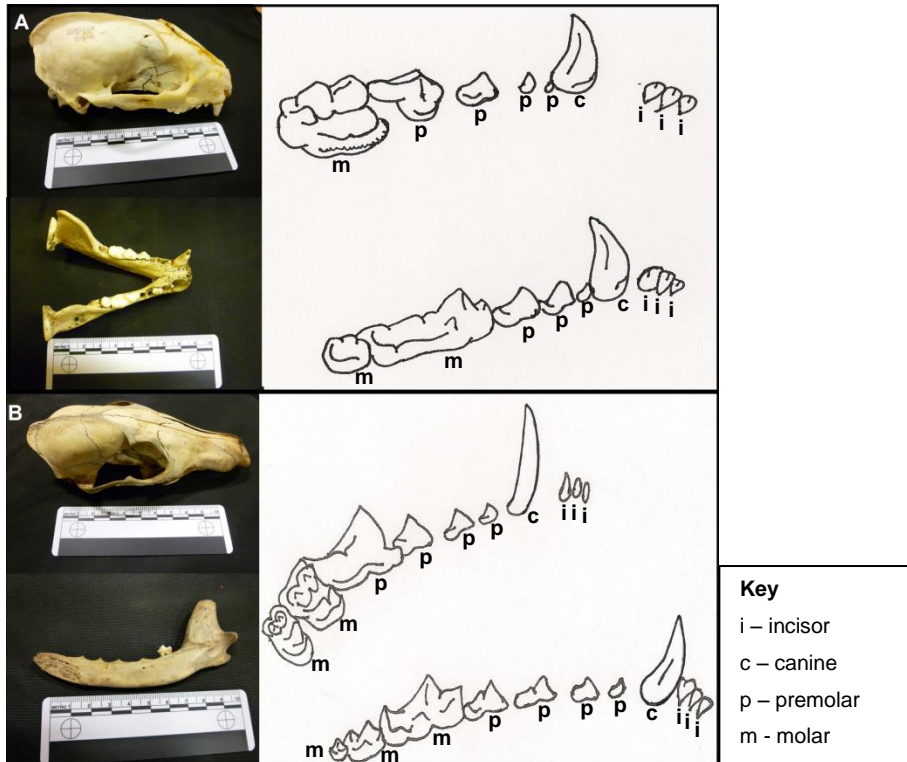 A
m p p p p c i i i
m m p p p c i i i
B
m m p p p p c i i i
m m m p p p p c i i i
Key
i – incisor
c – canine
p – premolar
m - molar